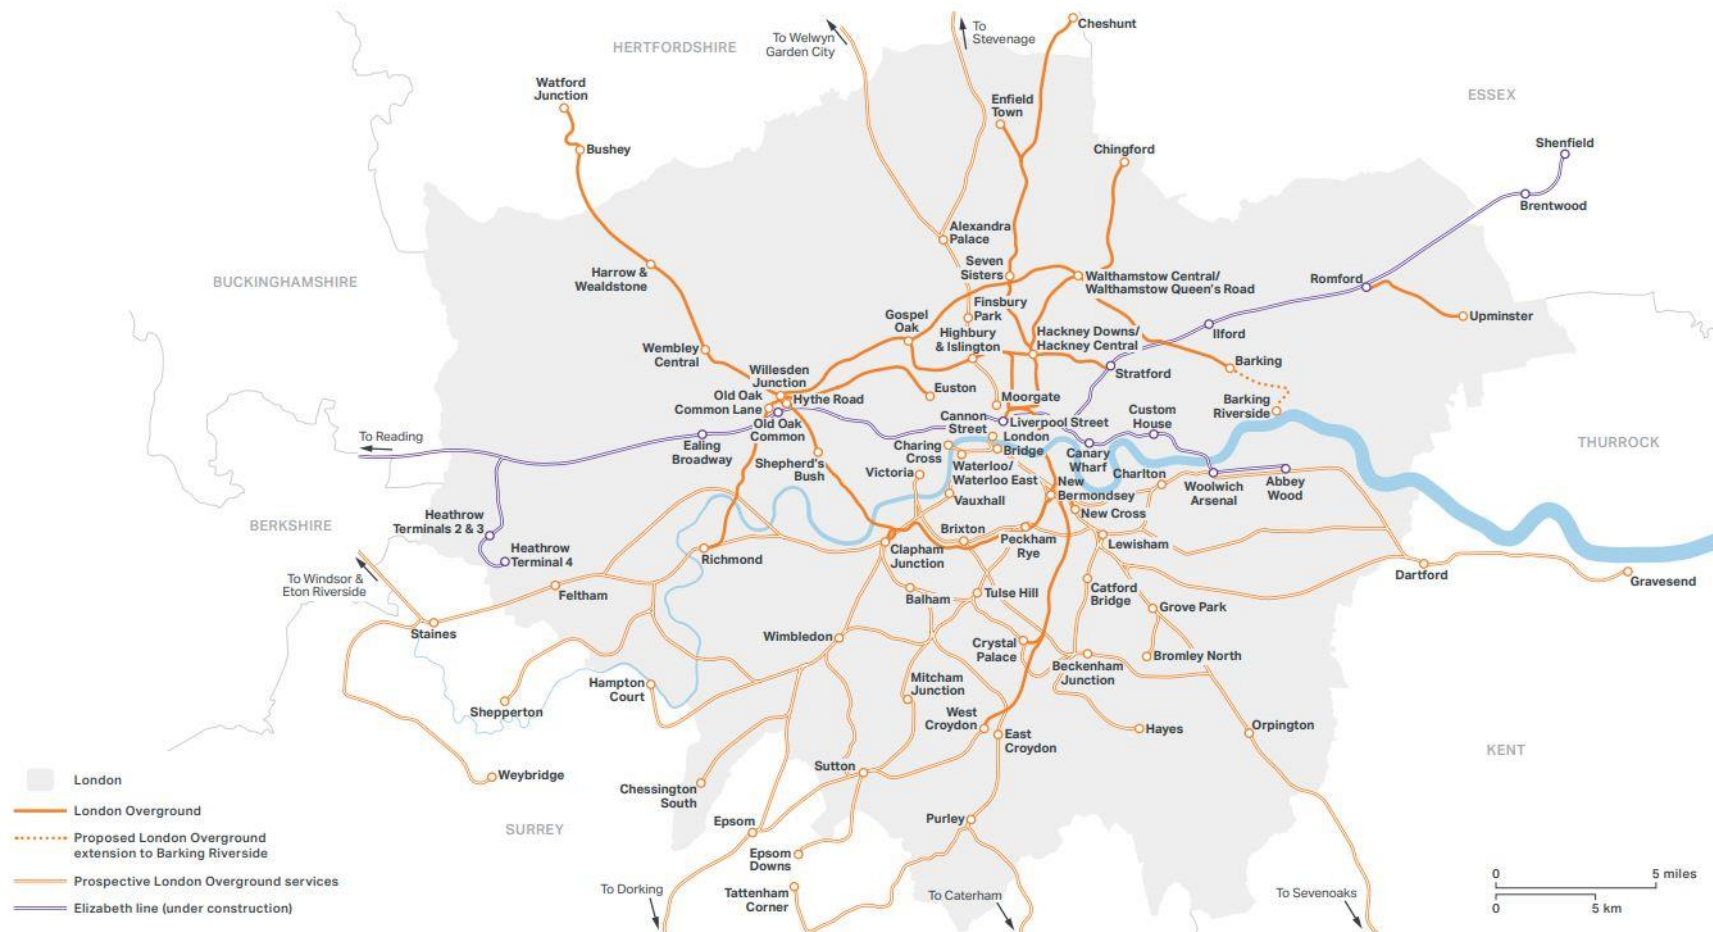 Cheshunt
To
Stevenage
To Welwyn
Garden City
HERTFORDSHIRE
Watford
Junction
Enfield
Town
ESSEX
Bushey
Chingford
Shenfield
Brentwood
Alexandra
Palace
Seven
Sisters
Walthamstow Central/
Walthamstow Queen's Road
Harrow &
Wealdstone
BUCKINGHAMSHIRE
Romford
Finsbury
Park
Gospel
Oak
Highbury
& Islington
Hackney Downs/
Hackney Central
Ilford
Upminster
Wembley
Central
Barking
Willesden
Junction
Stratford
Old Oak
Common Lane
Hythe Road
Euston
Moorgate
Barking
Riverside
Custom
House
Old Oak
Common
Cannon
Street
Liverpool Street
London
Bridge
To Reading
Ealing
Broadway
Shepherd's
Bush
Charing
Cross
Canary
Wharf
THURROCK
Victoria
Waterloo/
Waterloo East
Charlton
Woolwich
Arsenal
Abbey
Wood
Vauxhall
New
Bermondsey
New Cross
BERKSHIRE
Heathrow
Terminals 2 & 3
Heathrow
Terminal 4
Richmond
Clapham
Junction
Brixton
Peckham
Rye
Lewisham
To Windsor &
Eton Riverside
Feltham
Balham
Tulse Hill
Catford
Bridge
Dartford
Gravesend
Grove Park
Staines
Wimbledon
Crystal
Palace
Beckenham
Junction
Bromley North
Hampton
Court
Mitcham
Junction
Shepperton
West
Croydon
East
Croydon
Hayes
Orpington
KENT
Weybridge
Chessington
South
Sutton
SURREY
Epsom
Purley
Epsom
Downs
To Dorking
Tattenham
Corner
To Caterham
To Sevenoaks
London
London Overground
Proposed London Overground
extension to Barking Riverside
Prospective London Overground services
Elizabeth line (under construction)
0 5 miles
0 5 km